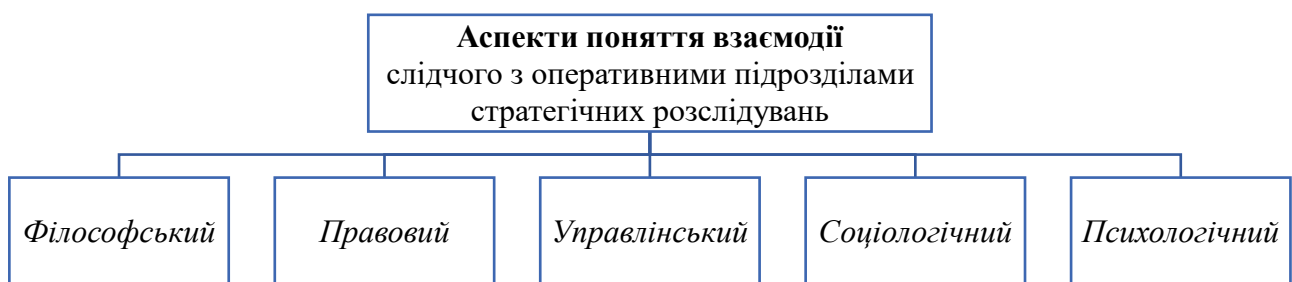 Аспекти поняття взаємодії
слідчого з оперативними підрозділами
стратегічних розслідувань
Філософський
Правовий
Управлінський
Соціологічний
Психологічний